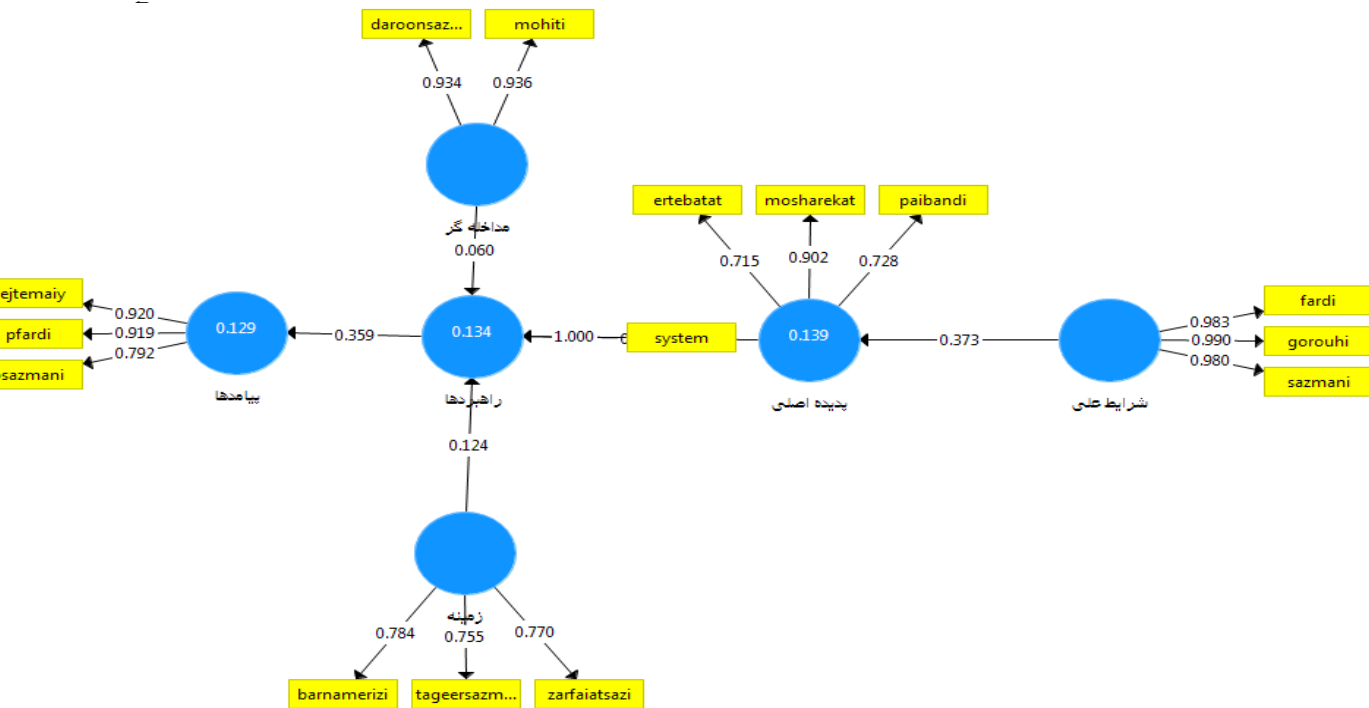 daroonsaz...
mohiti
0.934
0.936
مداخله گر
0.060
ertebatat
mosharekat
paibandi
0.715
0.902
0.728
ejtemaiy
pfardi
sazmani
0.920
0.919
0.792
0.129
پیامدها
0.359
0.134
راهبردها
1.000
system
0.139
پدیده اصلی
0.373
شرایط علی
0.983
0.990
0.980
fardi
gorouhi
sazmani
0.124
زمینه
0.784
0.755
0.770
barnamerizi
tageersazm...
zarfaiatsazi